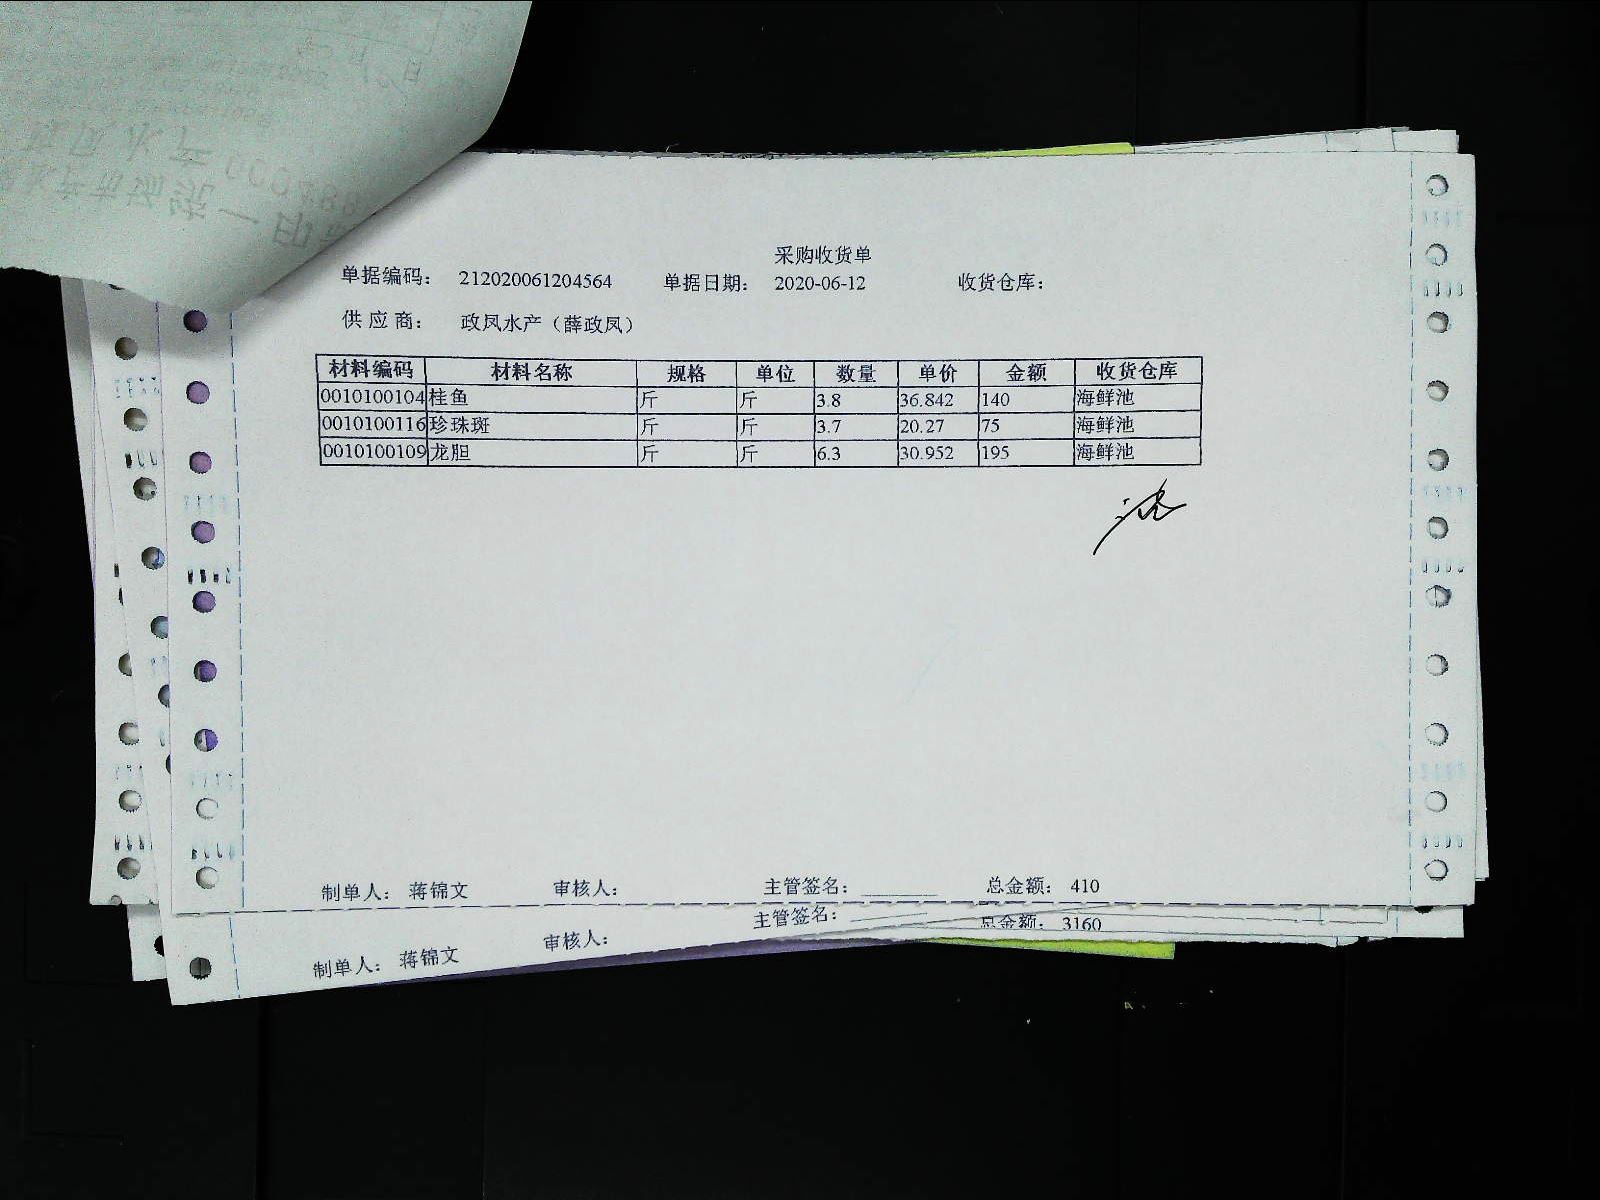 采购收货单
单据编码： 212020061204564 单据日期： 2020-06-12 收货仓库：
供 应 商： 政凤水产（薛政凤）
材料编码 材料名称 规格 单位 数量 单价 金额 收货仓库
0010100104 桂鱼 斤 斤 3.8 36.842 140 海鲜池
0010100116 珍珠斑 斤 斤 3.7 20.27 75 海鲜池
0010100109 龙胆 斤 斤 6.3 30.952 195 海鲜池
制单人： 蒋锦文 审核人： 主管签名： 总金额： 410
制单人： 蒋锦文 审核人： 主管签名： 总金额： 3160